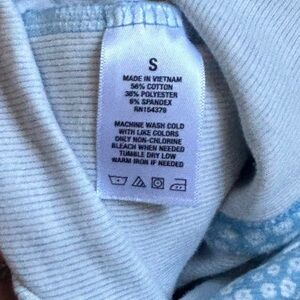 S
MADE IN VIETNAM
56% COTTON
38% POLYESTER
6% SPANDEX
RN154379
MACHINE WASH COLD
WITH LIKE COLORS
ONLY NON-CHLORINE
BLEACH WHEN NEEDED
TUMBLE DRY LOW
WARM IRON IF NEEDED